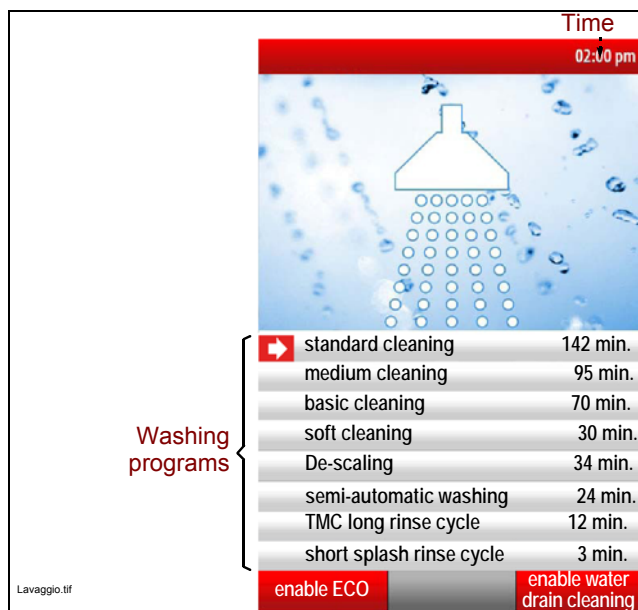 Time
02:00 pm
standard cleaning 142 min.
medium cleaning 95 min.
basic cleaning 70 min.
soft cleaning 30 min.
De-scaling 34 min.
semi-automatic washing 24 min.
TMC long rinse cycle 12 min.
short splash rinse cycle 3 min.
Washing
programs
enable ECO
enable water
drain cleaning
Lavaggio.tif